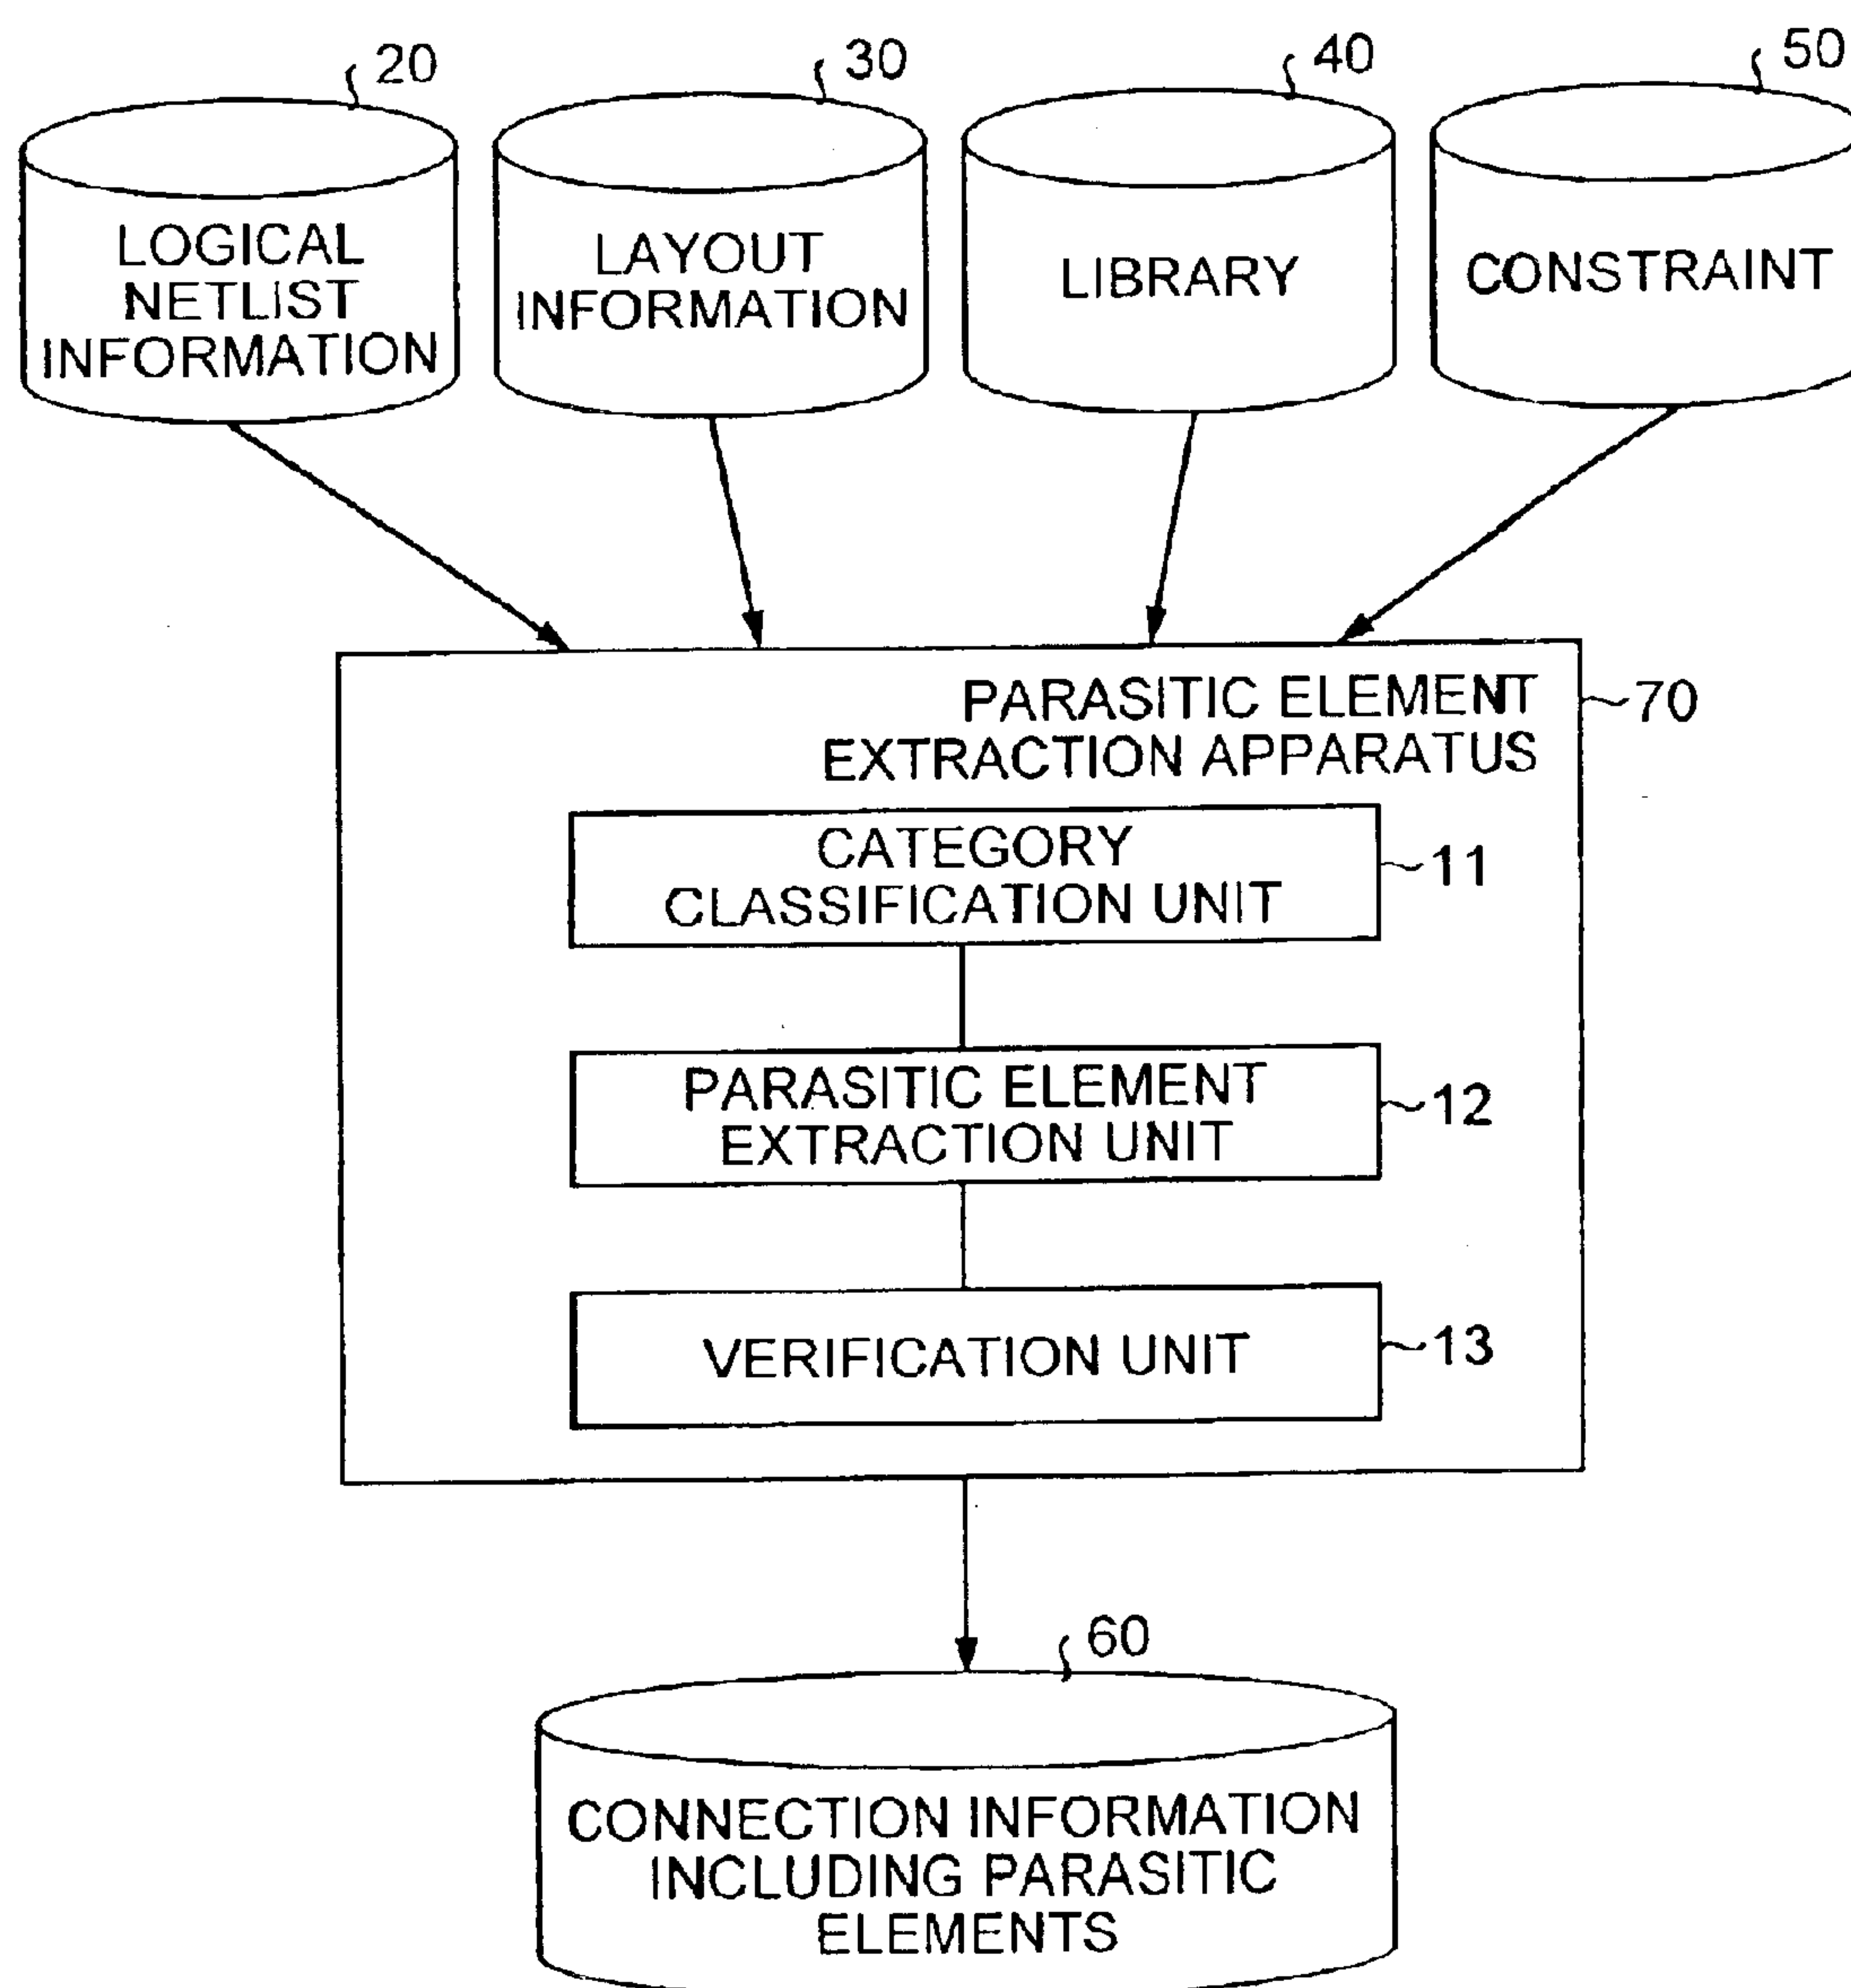 20
30
40
50
LOGICAL
NETLIST
INFORMATION
LAYOUT
INFORMATION
LIBRARY
CONSTRAINT
PARASITIC ELEMENT
EXTRACTION APPARATUS
70
CATEGORY
CLASSIFICATION UNIT
11
PARASITIC ELEMENT
EXTRACTION UNIT
12
VERIFICATION UNIT
13
60
CONNECTION INFORMATION
INCLUDING PARASITIC
ELEMENTS